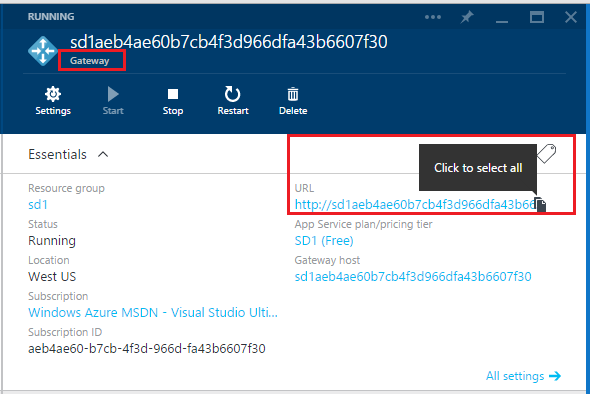 RUNNING
sd1aeb4ae60b7cb4f3d966dfa43b6607f30
Gateway
Settings
Start
Stop
Restart
Delete
Essentials
Click to select all
Resource group
sd1
URL
http://sd1aeb4ae60b7cb4f3d966dfa43b66
Status
Running
App Service plan/pricing tier
SD1 (Free)
Location
West US
Gateway host
sd1aeb4ae60b7cb4f3d966dfa43b6607f30
Subscription
Windows Azure MSDN - Visual Studio Ulti...
Subscription ID
aeb4ae60-b7cb-4f3d-966d-fa43b6607f30
All settings